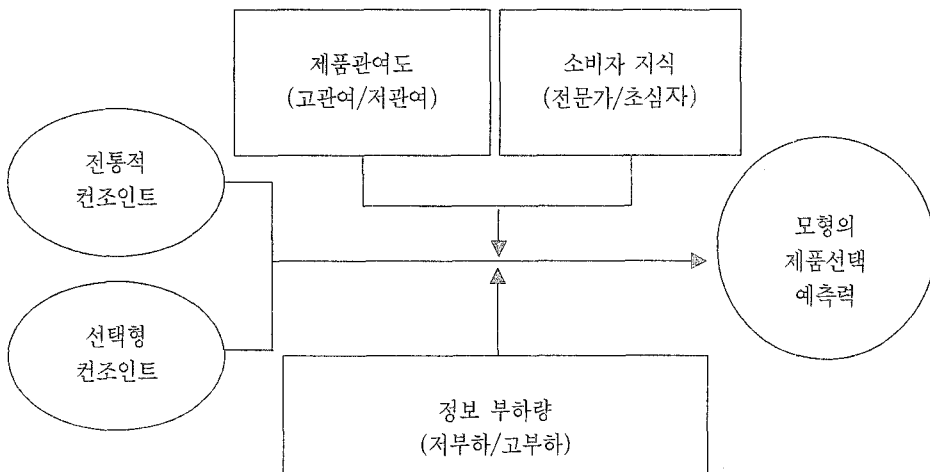 제품관여도
(고관여/저관여)
소비자 지식
(전문가/초심자)
전통적
컨조인트
모형의
제품선택
예측력
선택형
컨조인트
정보 부하량
(저부하/고부하)